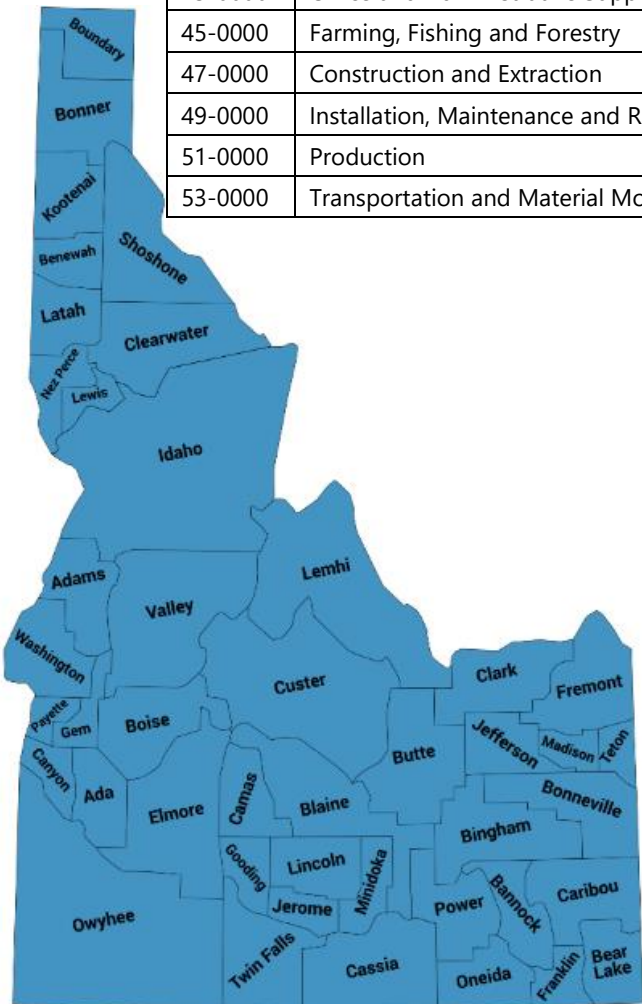 45-0000 Farming, Fishing and Forestry
47-0000 Construction and Extraction
49-0000 Installation, Maintenance and
51-0000 Production
53-0000 Transportation and Material
Boundary
Bonner
Kootenai
Benewah
Shoshone
Latah
Clearwater
Nez Perce
Lewis
Idaho
Adams
Lemhi
Valley
Washington
Custer
Clark
Fremont
Payette
Gem
Boise
Butte
Jefferson
Madison
Teton
Canyon
Ada
Elmore
Camas
Blaine
Bonneville
Bingham
Gooding
Lincoln
Minidoka
Jerome
Power
Bannock
Caribou
Owyhee
Twin Falls
Cassia
Oneida
Franklin
Bear
Lake